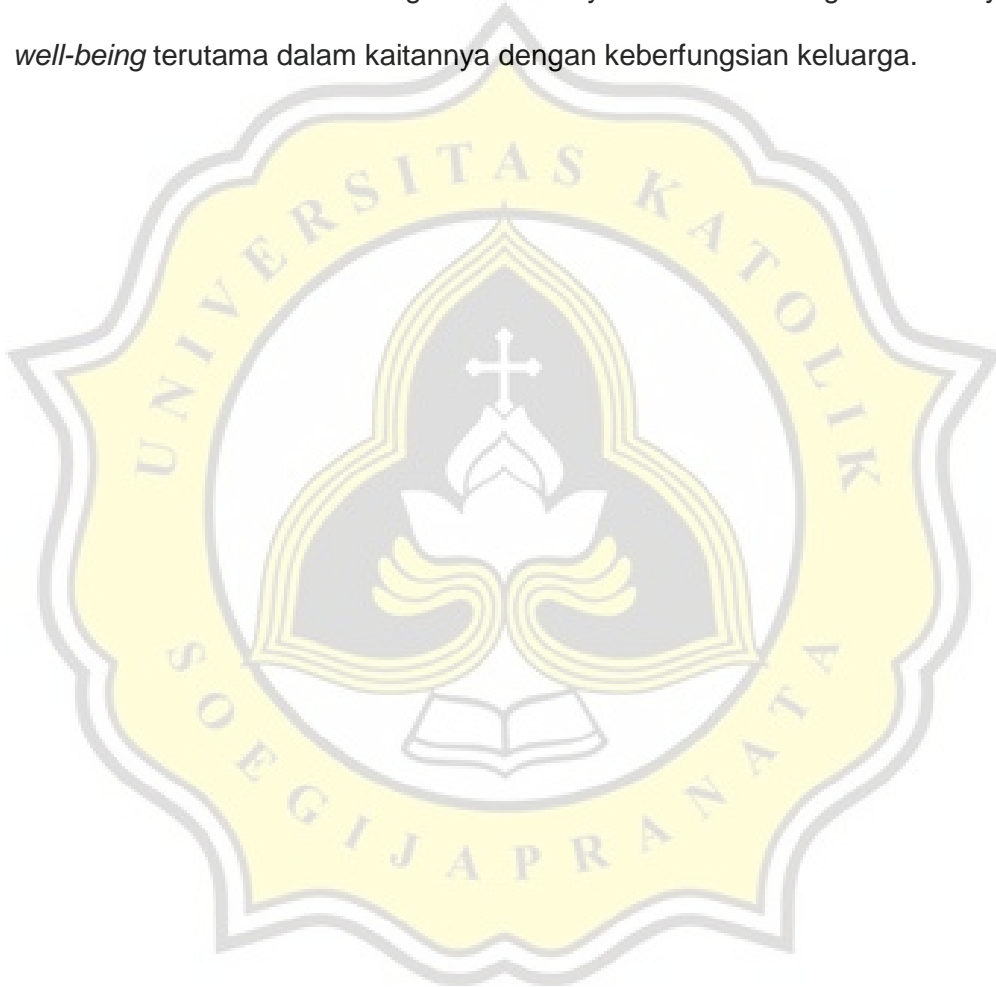 well-being terutama dalam kaitannya dengan keberfungsian keluarga.
UNIVERSITAS KATOLIK
SOEGIJAPRANATA